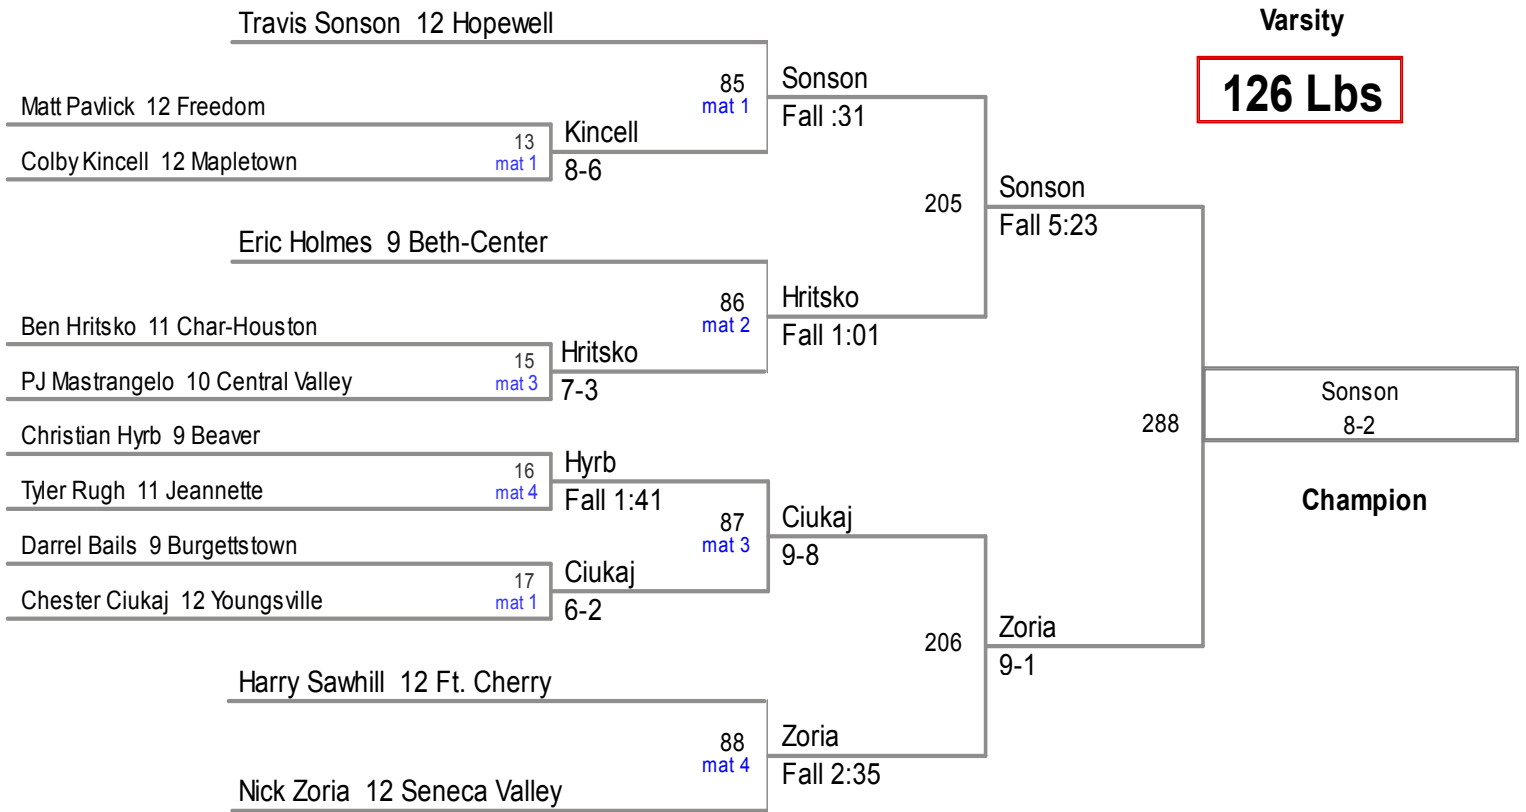 Travis Sonson 12 Hopewell
Varsity
126 Lbs
85
mat 1
Sonson
Fall :31
Matt Pavlick 12 Freedom
13
mat 1
Kincell
8-6
Colby Kincell 12 Mapletown
205
Sonson
Fall 5:23
Eric Holmes 9 Beth-Center
86
mat 2
Hritsko
Fall 1:01
Ben Hritsko 11 Char-Houston
15
mat 3
Hritsko
7-3
PJ Mastrangelo 10 Central Valley
288
Sonson
8-2
Champion
Christian Hyrb 9 Beaver
16
mat 4
Hyrb
Fall 1:41
Tyler Rugh 11 Jeannette
87
mat 3
Ciukaj
9-8
Darrel Bails 9 Burgettstown
17
mat 1
Ciukaj
6-2
Chester Ciukaj 12 Youngsville
206
Zoria
9-1
Harry Sawhill 12 Ft. Cherry
88
mat 4
Zoria
Fall 2:35
Nick Zoria 12 Seneca Valley